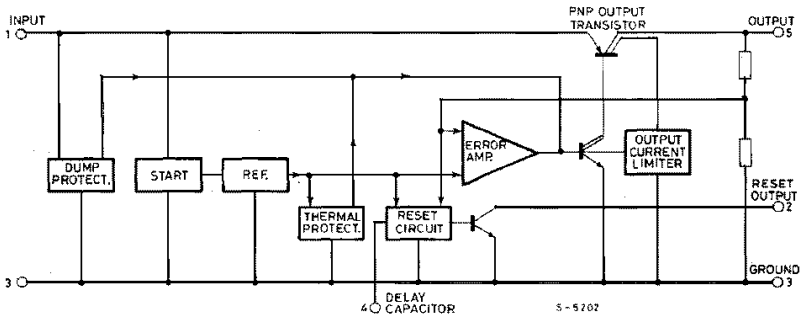 PNP OUTPUT
TRANSISTOR
INPUT
1
OUTPUT
5
DUMP
PROTECT.
START
REF.
ERROR
AMP.
OUTPUT
CURRENT
LIMITER
THERMAL
PROTECT.
RESET
CIRCUIT
RESET
OUTPUT
2
3
GROUND
3
4
DELAY
CAPACITOR
S-5202